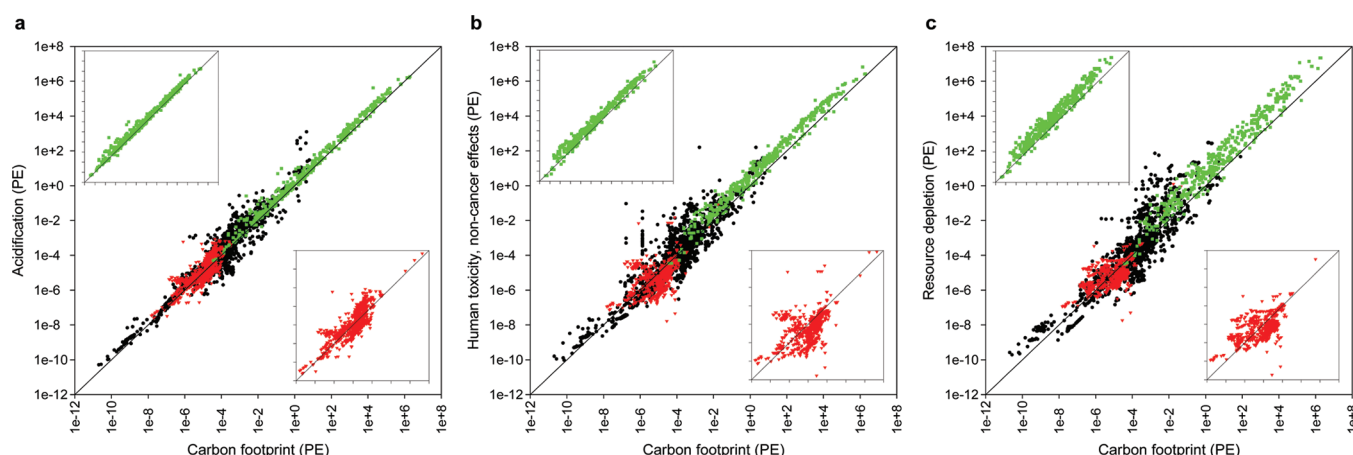 a
Acidification (PE)
1e+8
1e+6
1e+4
1e+2
1e+0
1e-2
1e-4
1e-6
1e-8
1e-10
1e-12
1e-12
1e-10
1e-8
1e-6
1e-4
1e-2
1e+0
1e+2
1e+4
1e+6
1e+8
Carbon footprint (PE)
b
Human toxicity, non-cancer effects (PE)
1e+8
1e+6
1e+4
1e+2
1e+0
1e-2
1e-4
1e-6
1e-8
1e-10
1e-12
1e-12
1e-10
1e-8
1e-6
1e-4
1e-2
1e+0
1e+2
1e+4
1e+6
1e+8
Carbon footprint (PE)
c
Resource depletion (PE)
1e+8
1e+6
1e+4
1e+2
1e+0
1e-2
1e-4
1e-6
1e-8
1e-10
1e-12
1e-12
1e-10
1e-8
1e-6
1e-4
1e-2
1e+0
1e+2
1e+4
1e+6
1e+8
Carbon footprint (PE)